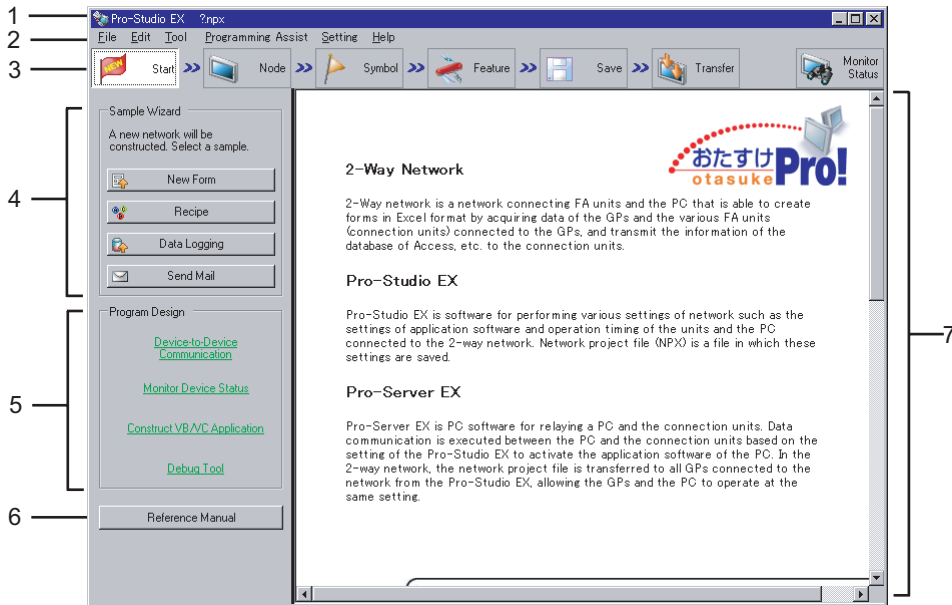 1
Pro-Studio EX ?.npx
2
File Edit Tool Programming Assist Setting Help
3
NEW Start Node Symbol Feature Save Transfer Monitor Status
4
Sample Wizard
A new network will be
constructed. Select a sample.
New Form
Recipe
Data Logging
Send Mail
5
Program Design
Device-to-Device
Communication
Monitor Device Status
Construct VB/VC Application
Debug Tool
6
Reference Manual
7
おたすけ Pro!
otasuke
2-Way Network
2-Way network is a network connecting FA units and the PC that is able to create
forms in Excel format by acquiring data of the GPs and the various FA units
(connection units) connected to the GPs, and transmit the information of the
database of Access, etc. to the connection units.
Pro-Studio EX
Pro-Studio EX is software for performing various settings of network such as the
settings of application software and operation timing of the units and the PC
connected to the 2-way network. Network project file (NPX) is a file in which these
settings are saved.
Pro-Server EX
Pro-Server EX is PC software for relaying a PC and the connection units. Data
communication is executed between the PC and the connection units based on the
setting of the Pro-Studio EX to activate the application software of the PC. In the
2-way network, the network project file is transferred to all GPs connected to the
network from the Pro-Studio EX, allowing the GPs and the PC to operate at the
same setting.